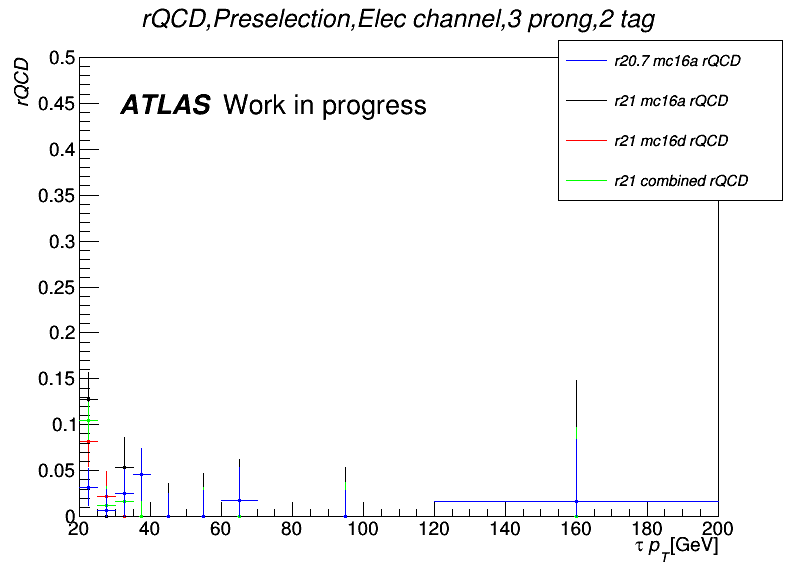 rQCD,Preselection,Elec channel,3 prong,2 tag
rQCD
ATLAS Work in progress
r20.7 mc16a rQCD
r21 mc16a rQCD
r21 mc16d rQCD
r21 combined rQCD
0.5
0.45
0.4
0.35
0.3
0.25
0.2
0.15
0.1
0.05
0
20 40 60 80 100 120 140 160 180 200
τ p_T[GeV]